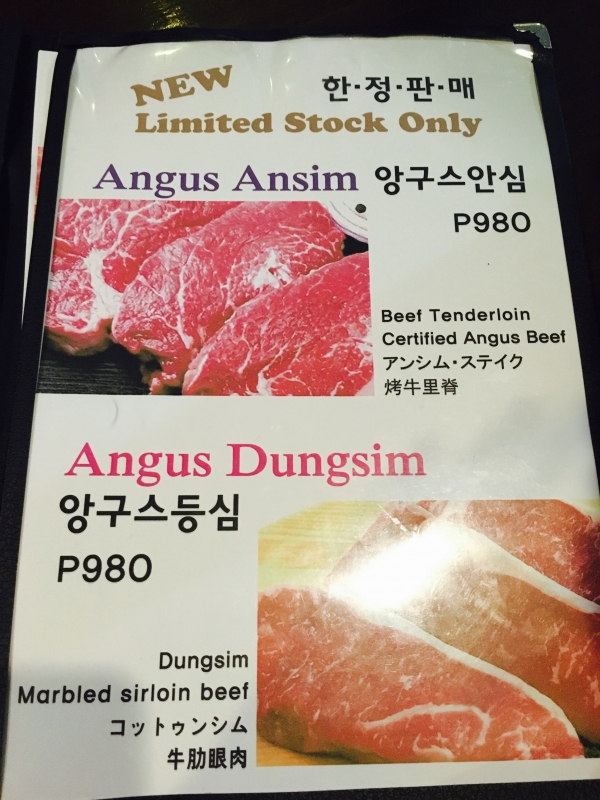 NEW 한·정·판·매
Limited Stock Only
Angus Ansim 앙구스안심
P980
Beef Tenderloin
Certified Angus Beef
アンシム·ステイク
烤牛里脊
Angus Dungsim
앙구스등심
P980
Dungsim
Marbled sirloin beef
コットゥンシム
牛肋眼肉